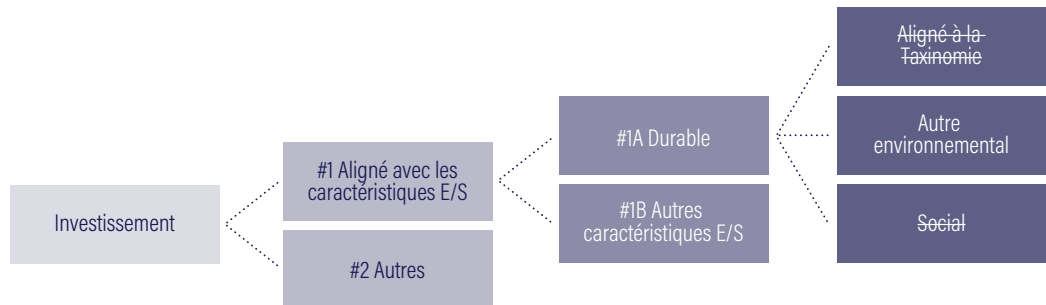 Investissement
#1 Aligné avec les
caractéristiques E/S
#2 Autres
#1A Durable
#1B Autres
caractéristiques E/S
Aligné à la
Taxinomie
Autre
environnemental
Social